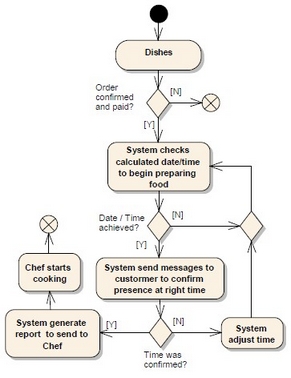 Dishes
Order
confirmed
and paid?
[N]
[Y]
System checks
calculated date/time
to begin preparing
food
Date / Time
achieved?
[N]
[Y]
Chef starts
cooking
System send messages to
custormer to confirm
presence at right time
System generate
report to send to
Chef
[Y]
[N]
System
adjust time
Time was
confirmed?